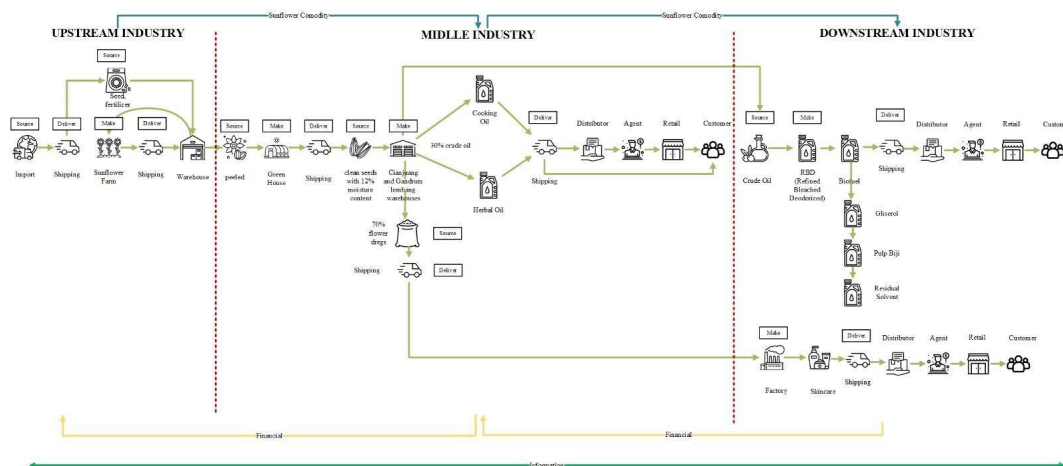 Sunflower Comodity
Sunflower Comodity
UPSTREAM INDUSTRY
MIDLLE INDUSTRY
DOWNSTREAM INDUSTRY
Source
Seed,
fertilizer
Source
Deliver
Make
Deliver
Import
Shipping
Sunflower
Farm
Shipping
Warehouse
Source
Make
Deliver
Source
Make
peeled
Green
House
Shipping
clean seeds
with 12%
moisture
content
Cianjuang
and Gandrum
lembing
warehouses
30% crude oil
Cooking
Oil
Herbal Oil
Deliver
Shipping
Distributor
Agent
Retail
Customer
70%
flower
dregs
Source
Shipping
Deliver
Source
Make
Crude Oil
RBD
(Refined
Bleached
Deodorized)
Biofuel
Deliver
Shipping
Distributor
Agent
Retail
Customer
Gliserol
Pulp Biji
Residual
Solvent
Make
Factory
Skincare
Deliver
Shipping
Distributor
Agent
Retail
Customer
Financial
Financial
Information